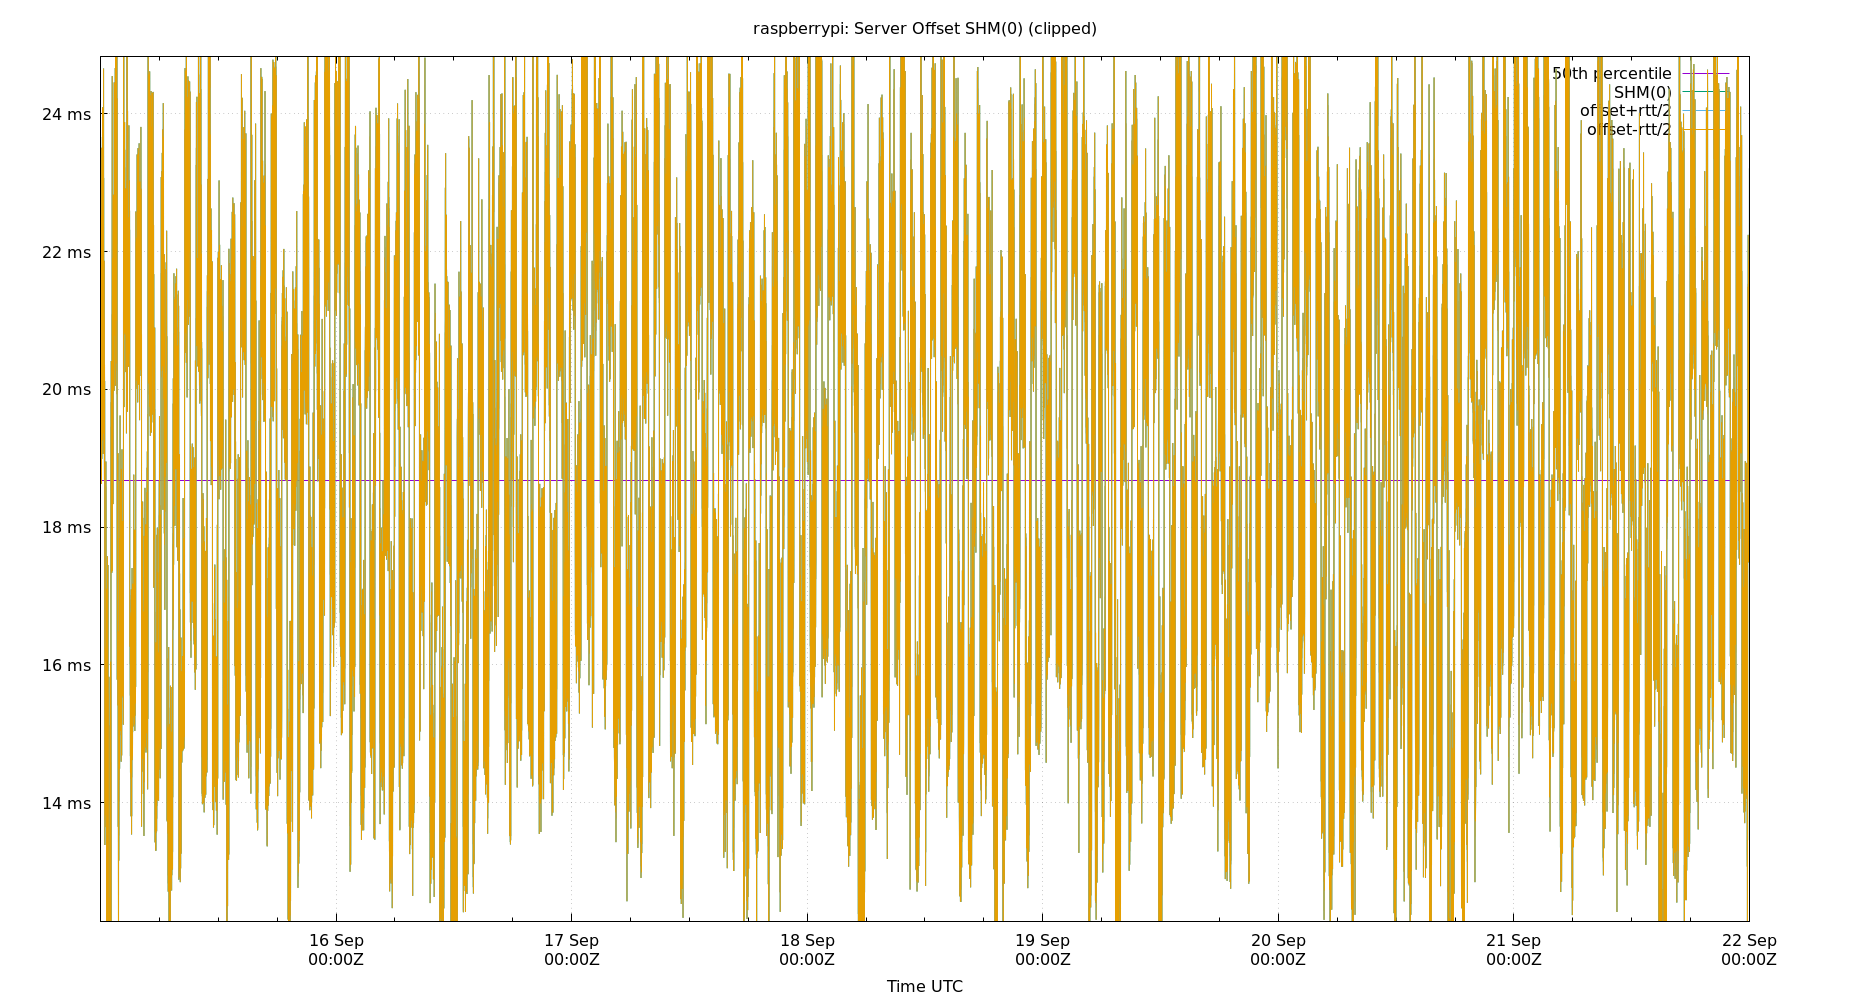 raspberrypi: Server Offset SHM(0) (clipped)
50th percentile
SHM(0)
offset+rtt/2
offset-rtt/2
24 ms
22 ms
20 ms
18 ms
16 ms
14 ms
16 Sep
00:00Z
17 Sep
00:00Z
18 Sep
00:00Z
19 Sep
00:00Z
20 Sep
00:00Z
21 Sep
00:00Z
22 Sep
00:00Z
Time UTC